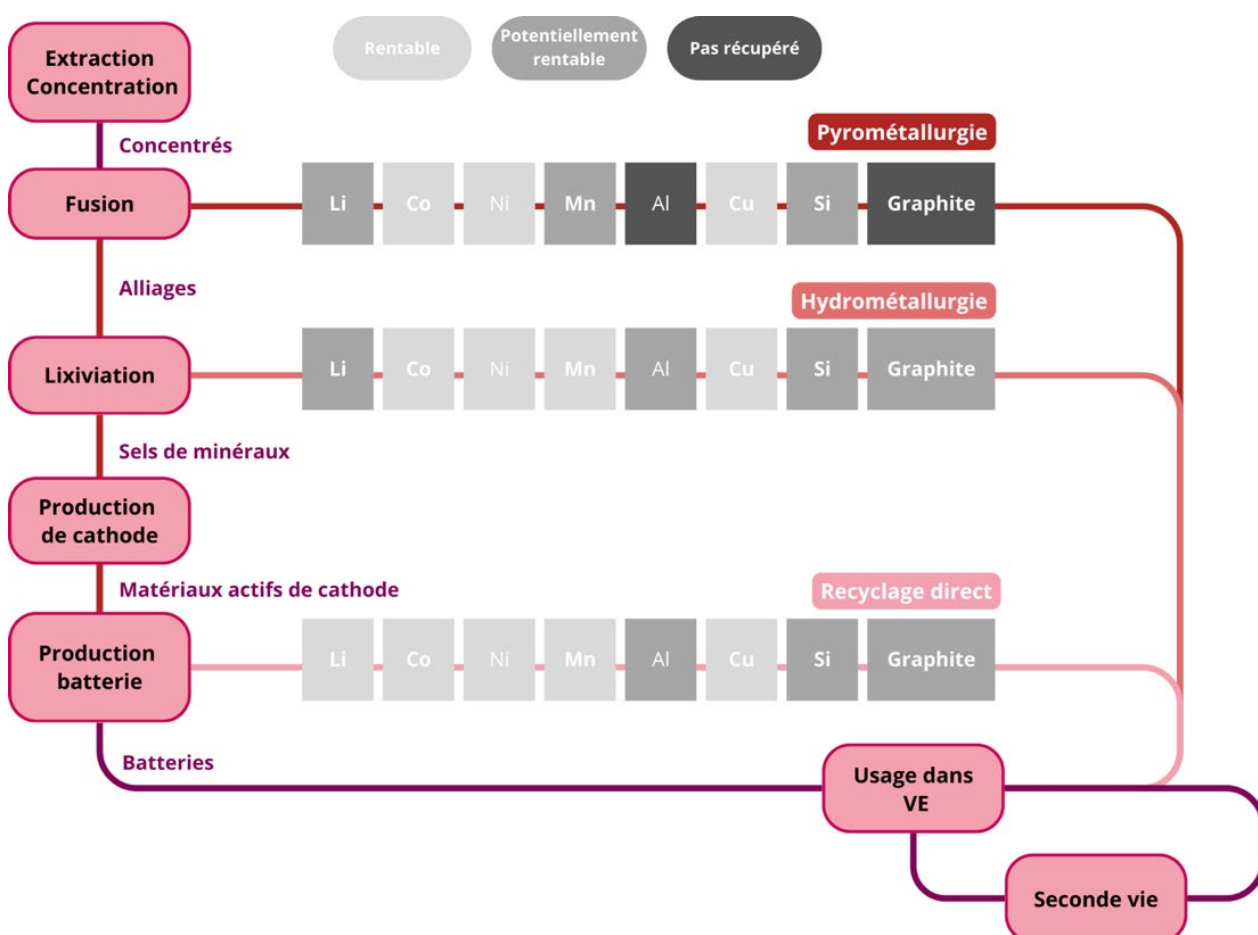 Extraction
Concentration
Rentable
Potentiellement
rentable
Pas récupéré
Concentrés
Pyrométallurgie
Fusion
Li
Co
Ni
Mn
Al
Cu
Si
Graphite
Alliages
Hydrométallurgie
Lixiviation
Li
Co
Ni
Mn
Al
Cu
Si
Graphite
Sels de minéraux
Production
de cathode
Matériaux actifs de cathode
Recyclage direct
Production
batterie
Li
Co
Ni
Mn
Al
Cu
Si
Graphite
Batteries
Usage dans
VE
Seconde vie